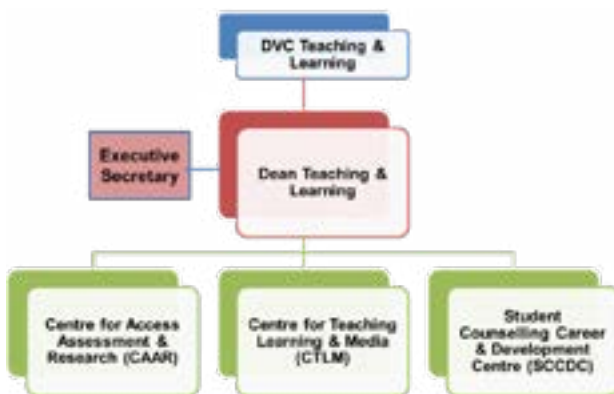 DVC Teaching &
Learning
Executive
Secretary
Dean Teaching &
Learning
Centre for Access
Assessment &
Research (CAAR)
Centre for Teaching
Learning & Media
(CTLM)
Student
Counselling Career
& Development
Centre (SCCDC)